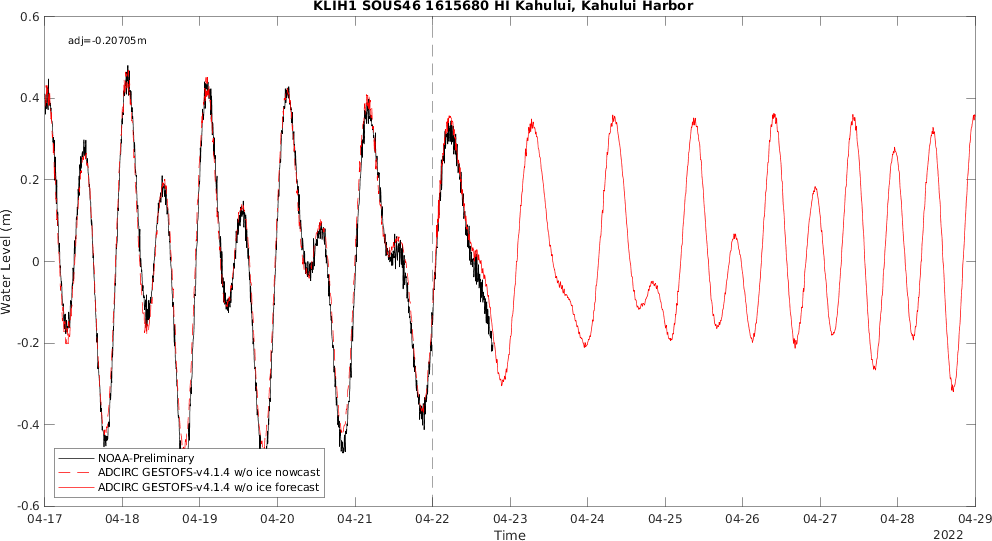 KLIH1 SOUS46 1615680 HI Kahului, Kahului Harbor
adj=-0.20705m
0.6
0.4
0.2
0
-0.2
-0.4
-0.6
Water Level (m)
NOAA-Preliminary
ADCIRC GESTOFS-v4.1.4 w/o ice nowcast
ADCIRC GESTOFS-v4.1.4 w/o ice forecast
04-17 04-18 04-19 04-20 04-21 04-22 04-23 04-24 04-25 04-26 04-27 04-28 04-29
Time
2022